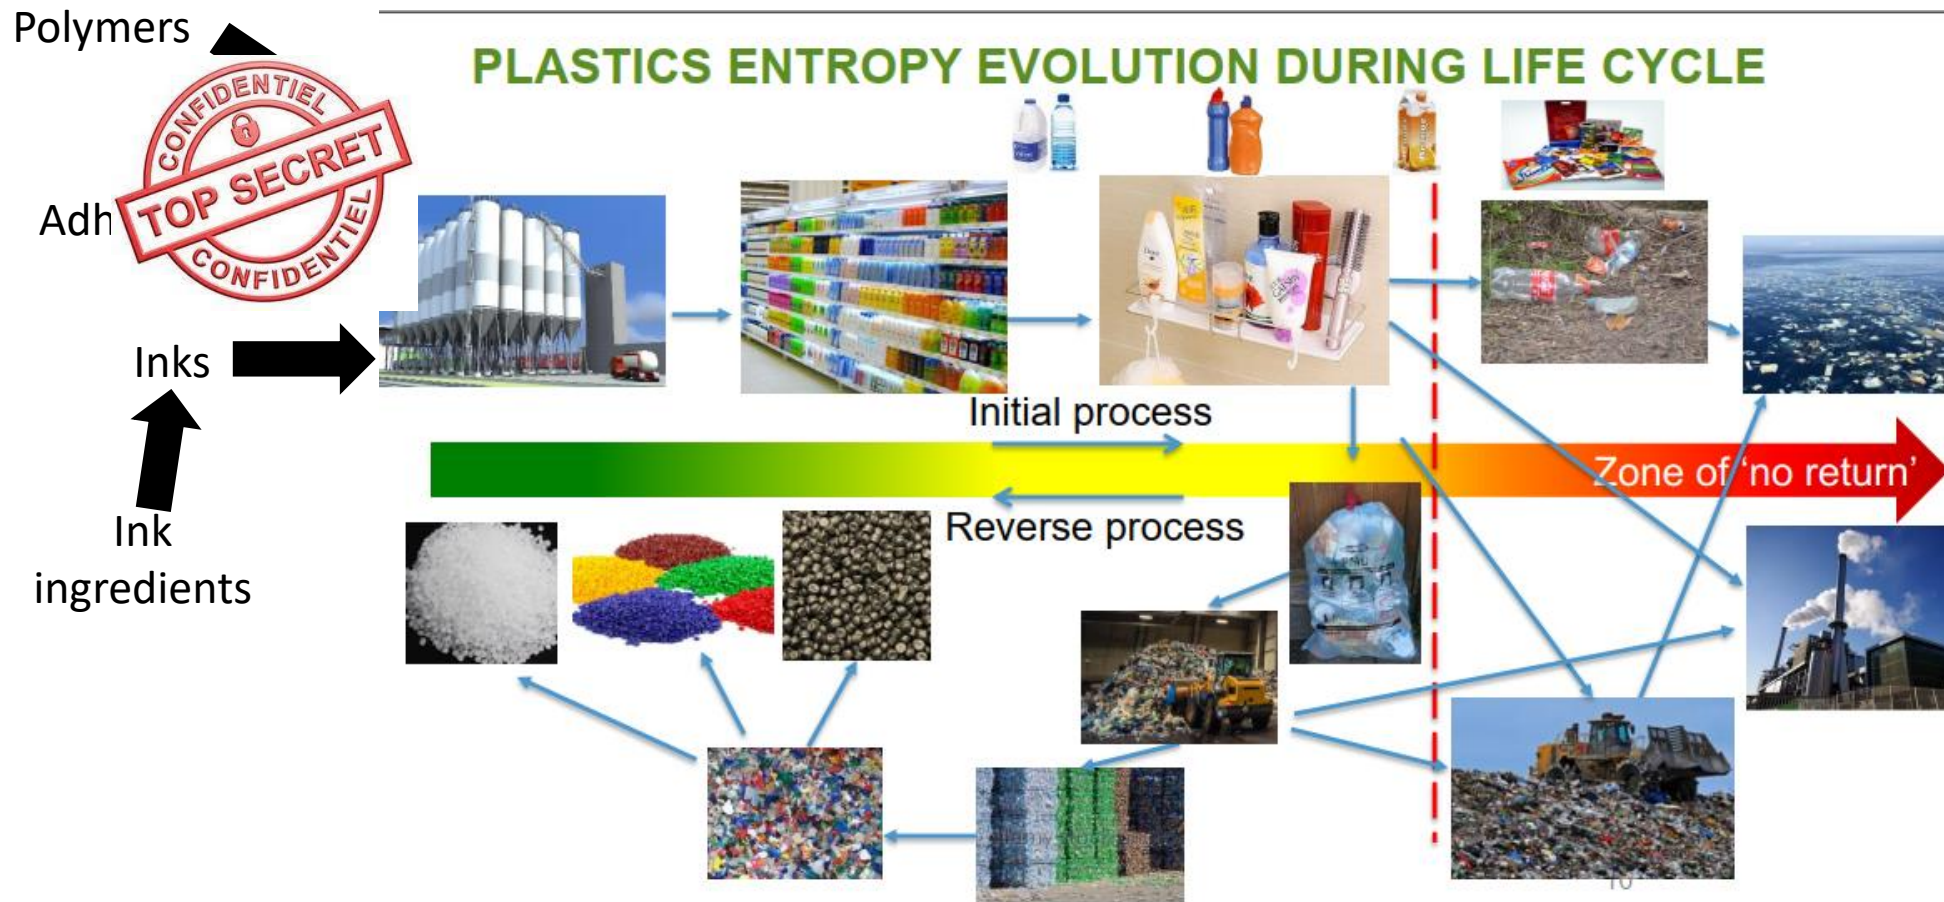 Polymers
PLASTICS ENTROPY EVOLUTION DURING LIFE CYCLE
CONFIDENTIEL
TOP SECRET
CONFIDENTIEL
Adh
Inks
Initial process
Zone of ‘no return’
Reverse process
Ink
ingredients
10